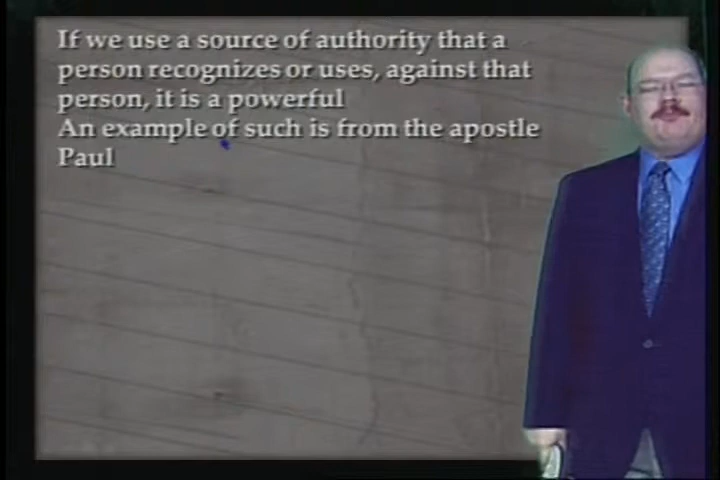 If we use a source of authority that a
person recognizes or uses, against that
person, it is a powerful
An example of such is from the apostle
Paul